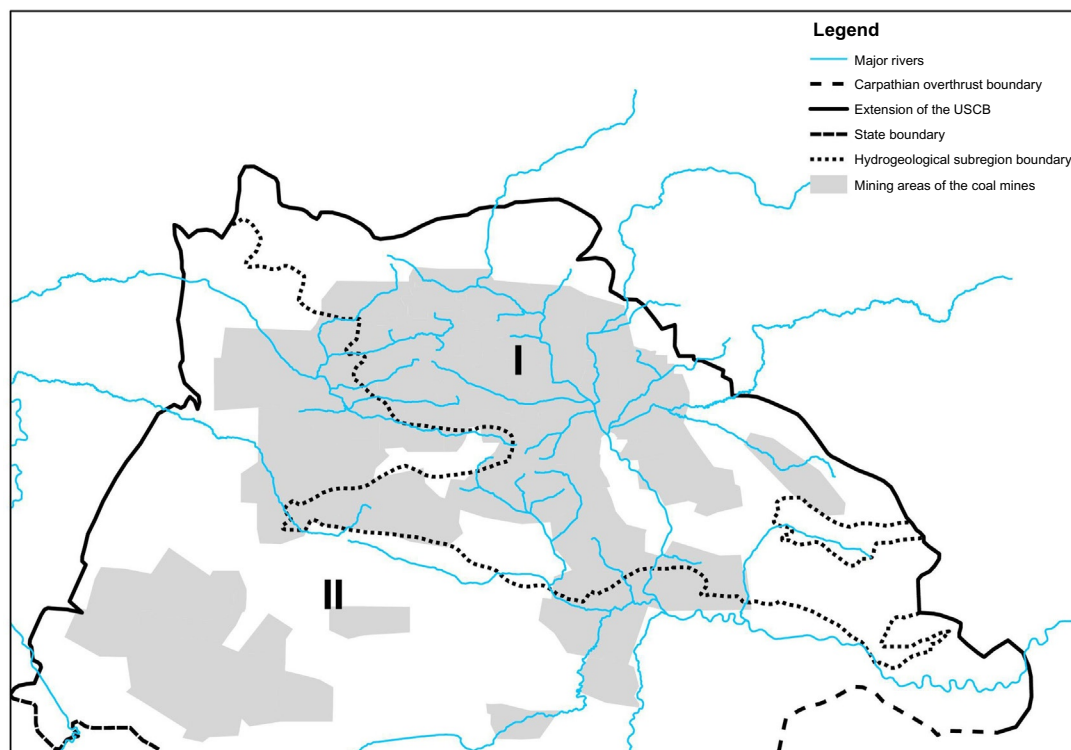 Legend
Major rivers
Carpathian overthrust boundary
Extension of the USCB
State boundary
Hydrogeological subregion boundary
Mining areas of the coal mines
I
II